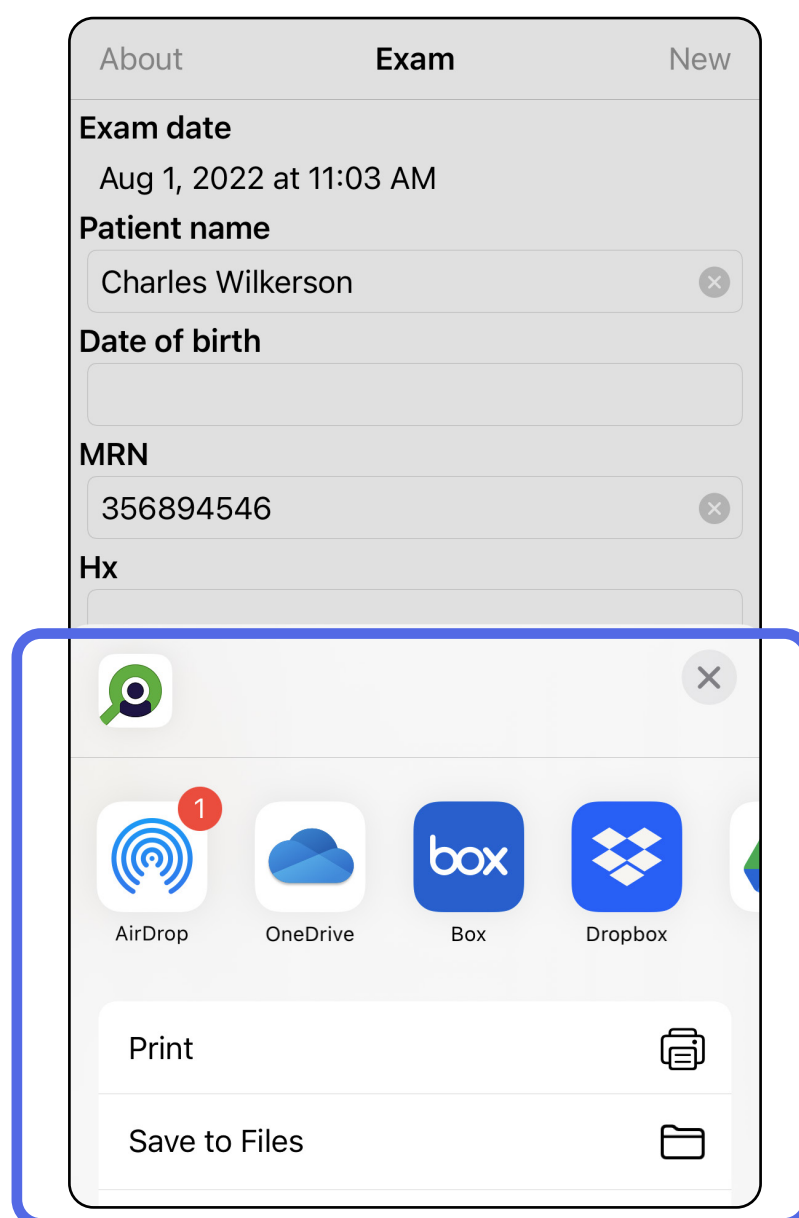 About Exam New
Exam date
Aug 1, 2022 at 11:03 AM
Patient name
Charles Wilkerson
Date of birth
MRN
356894546
Hx
1
box
AirDrop OneDrive Box Dropbox
Print
Save to Files